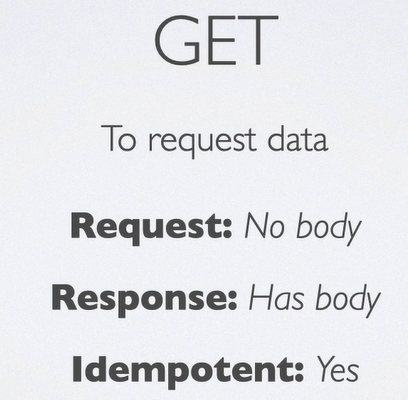 GET
To request data
Request: No body
Response: Has body
Idempotent: Yes